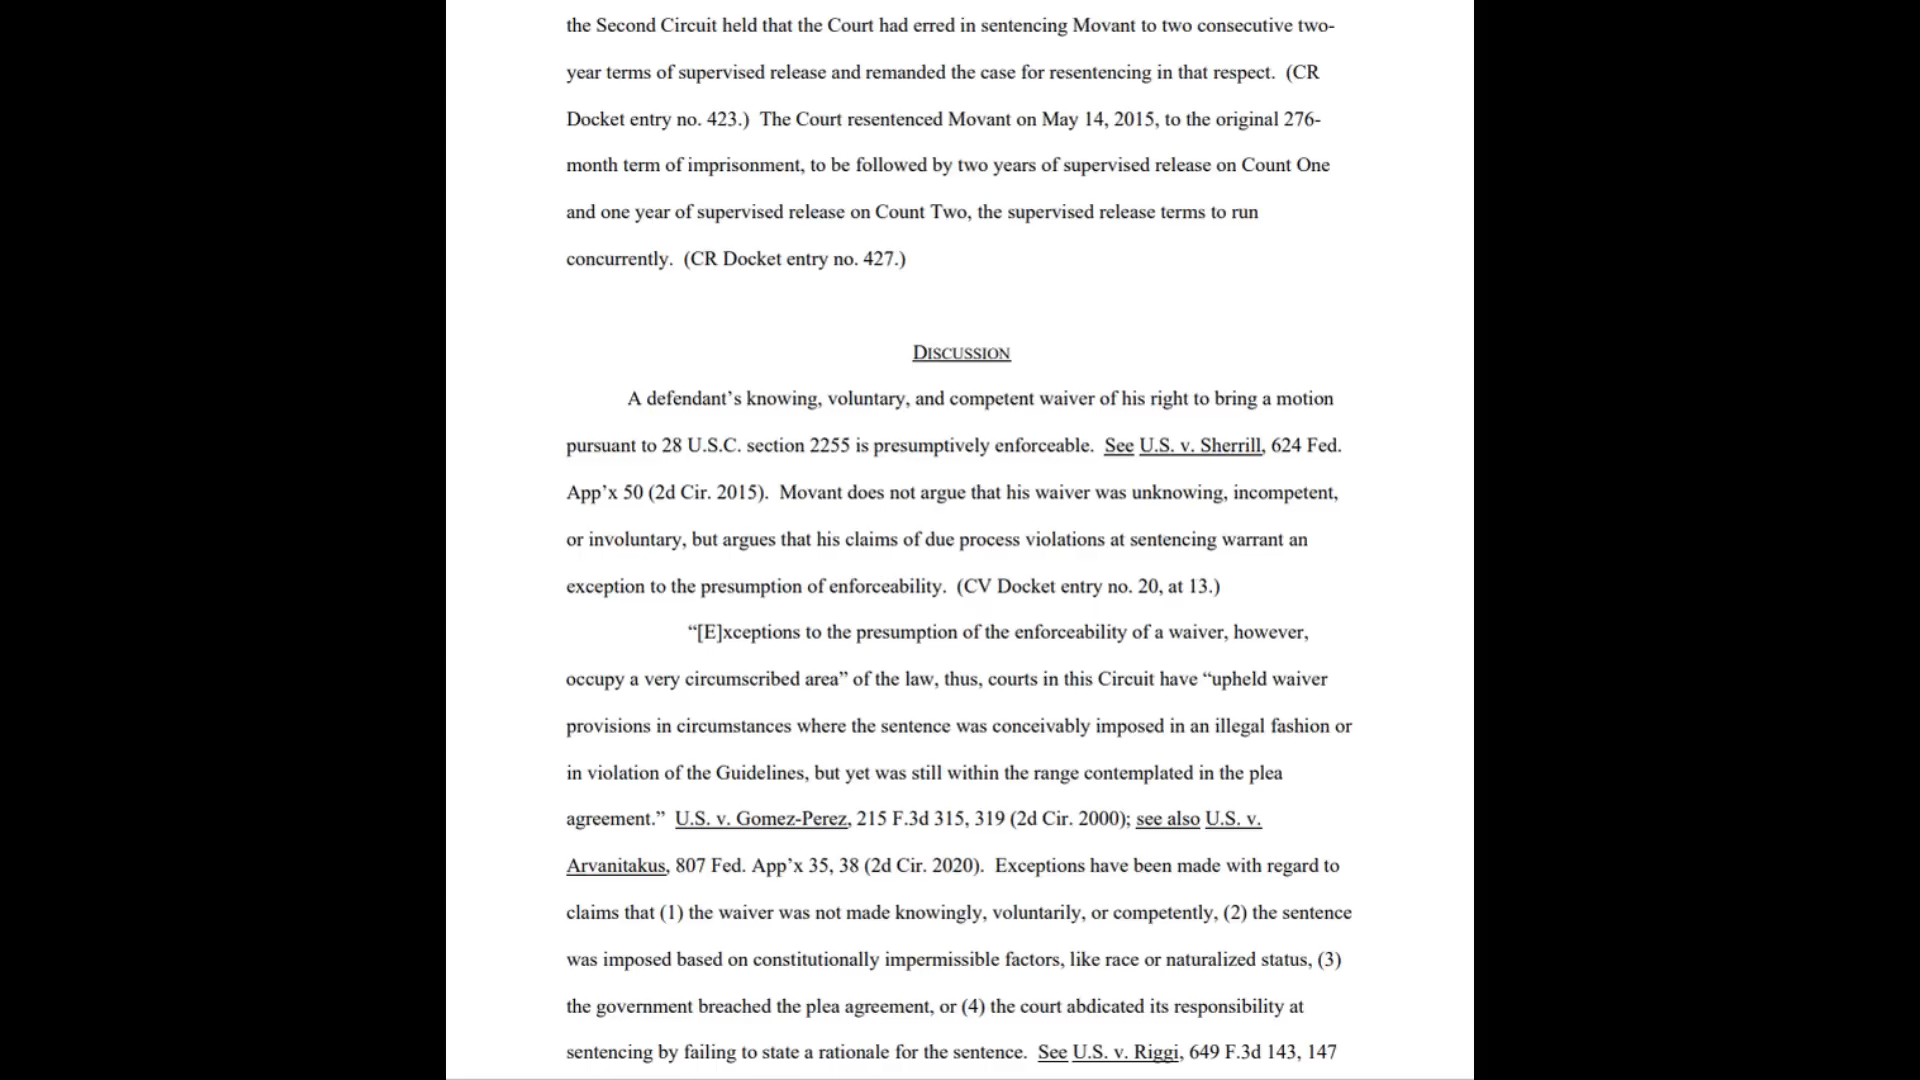 the Second Circuit held that the Court had erred in sentencing Movant to two consecutive two-
year terms of supervised release and remanded the case for resentencing in that respect.  (CR
Docket entry no. 423.)  The Court resentenced Movant on May 14, 2015, to the original 276-
month term of imprisonment, to be followed by two years of supervised release on Count One
and one year of supervised release on Count Two, the supervised release terms to run
concurrently.  (CR Docket entry no. 427.)
DISCUSSION
A defendant’s knowing, voluntary, and competent waiver of his right to bring a motion
pursuant to 28 U.S.C. section 2255 is presumptively enforceable.  See U.S. v. Sherrill, 624 Fed.
App’x 50 (2d Cir. 2015).  Movant does not argue that his waiver was unknowing, incompetent,
or involuntary, but argues that his claims of due process violations at sentencing warrant an
exception to the presumption of enforceability.  (CV Docket entry no. 20, at 13.)
“[E]xceptions to the presumption of the enforceability of a waiver, however,
occupy a very circumscribed area” of the law, thus, courts in this Circuit have “upheld waiver
provisions in circumstances where the sentence was conceivably imposed in an illegal fashion or
in violation of the Guidelines, but yet was still within the range contemplated in the plea
agreement.”  U.S. v. Gomez-Perez, 215 F.3d 315, 319 (2d Cir. 2000); see also U.S. v.
Arvanitakus, 807 Fed. App’x 35, 38 (2d Cir. 2020).  Exceptions have been made with regard to
claims that (1) the waiver was not made knowingly, voluntarily, or competently, (2) the sentence
was imposed based on constitutionally impermissible factors, like race or naturalized status, (3)
the government breached the plea agreement, or (4) the court abdicated its responsibility at
sentencing by failing to state a rationale for the sentence.  See U.S. v. Riggi, 649 F.3d 143, 147